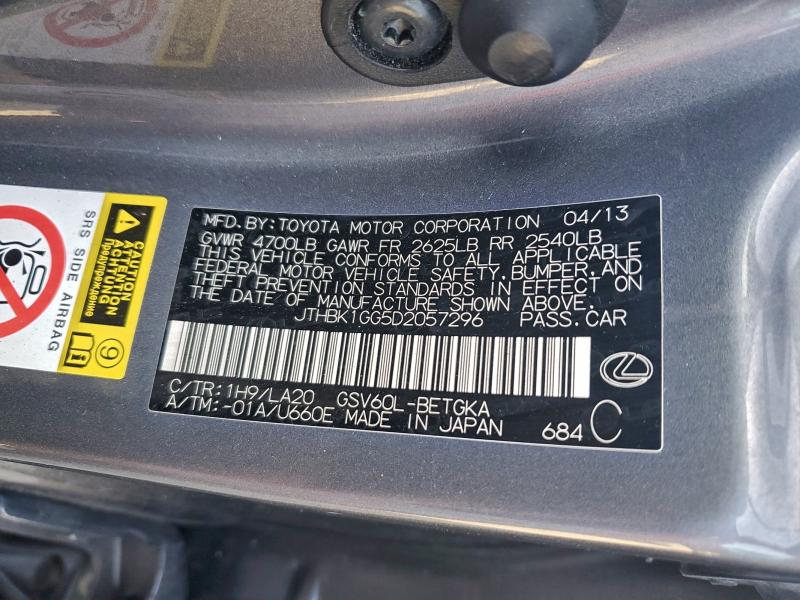 MFD.BY:TOYOTA MOTOR CORPORATION 04/13
GVWR 4700LB GAWR FR 2625LB RR 2540LB
THIS VEHICLE CONFORMS TO ALL APPLICABLE
FEDERAL MOTOR VEHICLE SAFETY,BUMPER,AND
THEFT PREVENTION STANDARDS IN EFFECT ON
THE DATE OF MANUFACTURE SHOWN ABOVE.
JTHBK1GG5D2057296 PASS.CAR
C/TR:1H9/LA20 GSV60L-BETGKA
A/TM:-01A/U660E MADE IN JAPAN 684 C
SRS SIDE AIRBAG
CAUTION
ACHTUNG
ATTENTION
Предупреждение
9